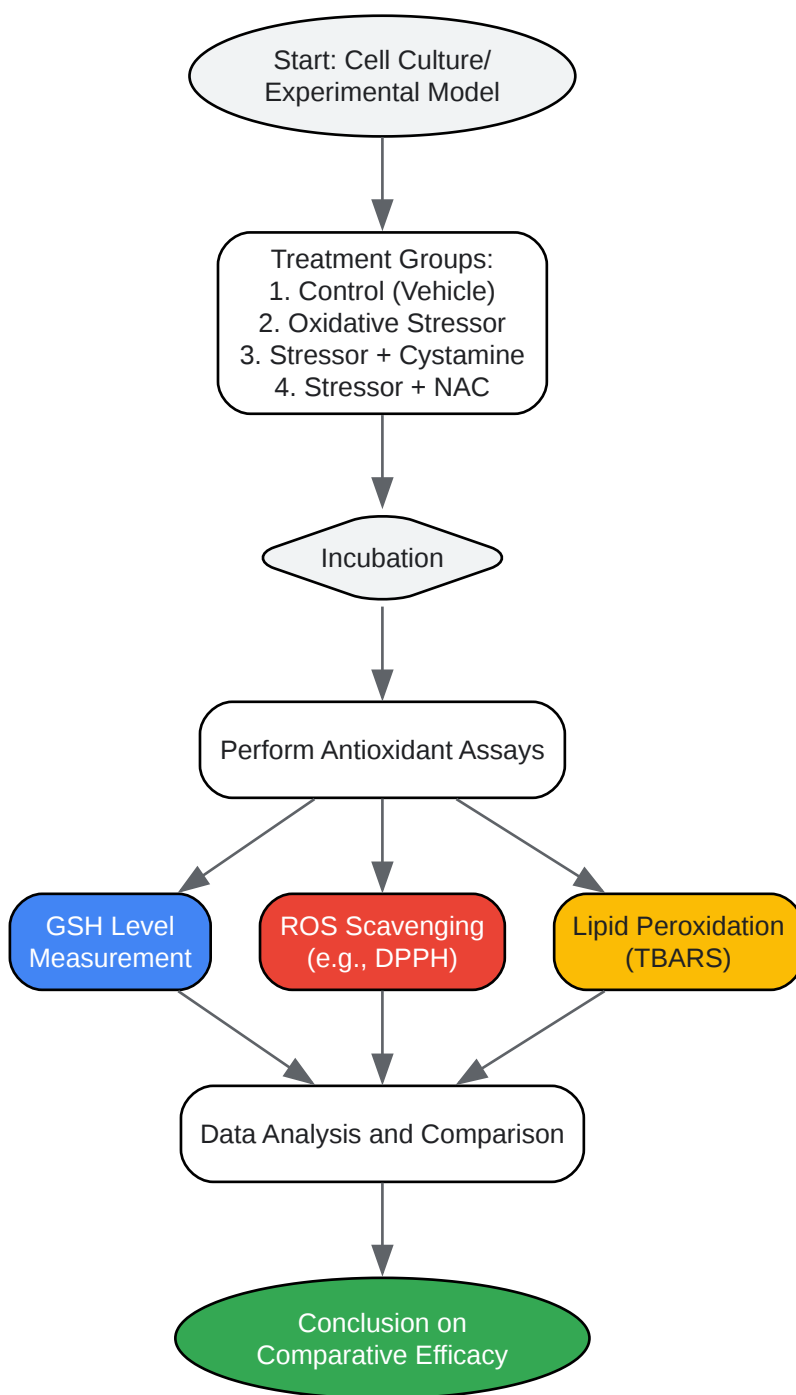 Start: Cell Culture/
Experimental Model
Treatment Groups:
1. Control (Vehicle)
2. Oxidative Stressor
3. Stressor + Cystamine
4. Stressor + NAC
Incubation
Perform Antioxidant Assays
GSH Level
Measurement
ROS Scavenging
(e.g., DPPH)
Lipid Peroxidation
(TBARS)
Data Analysis and Comparison
Conclusion on
Comparative Efficacy